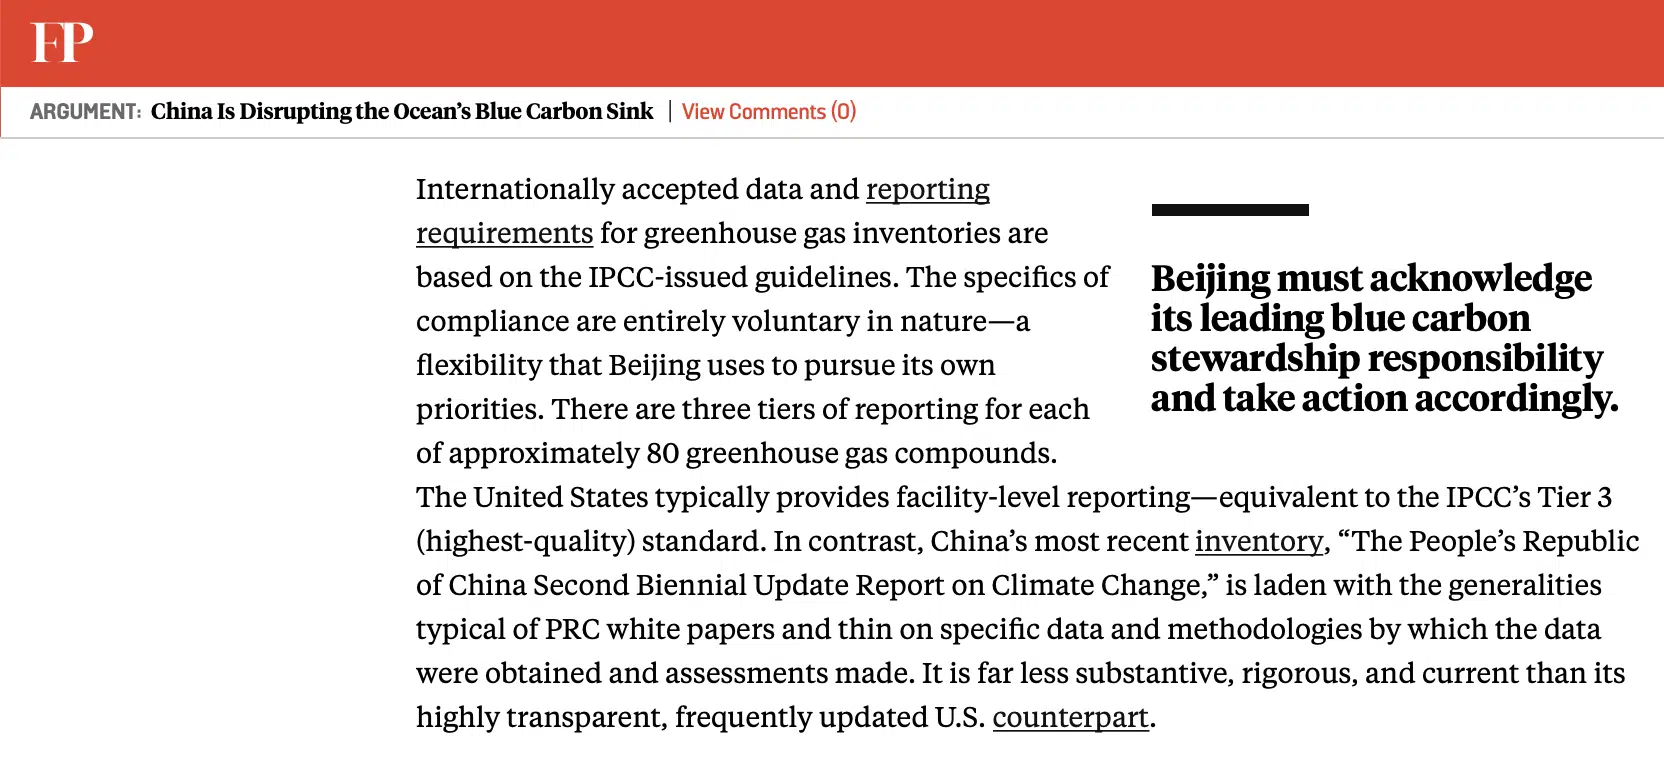 FP
ARGUMENT: China Is Disrupting the Ocean’s Blue Carbon Sink | View Comments (0)
Internationally accepted data and reporting
requirements for greenhouse gas inventories are
based on the IPCC-issued guidelines. The specifics of
compliance are entirely voluntary in nature—a
flexibility that Beijing uses to pursue its own
priorities. There are three tiers of reporting for each
of approximately 80 greenhouse gas compounds.
Beijing must acknowledge
its leading blue carbon
stewardship responsibility
and take action accordingly.
The United States typically provides facility-level reporting—equivalent to the IPCC’s Tier 3
(highest-quality) standard. In contrast, China’s most recent inventory, “The People’s Republic
of China Second Biennial Update Report on Climate Change,” is laden with the generalities
typical of PRC white papers and thin on specific data and methodologies by which the data
were obtained and assessments made. It is far less substantive, rigorous, and current than its
highly transparent, frequently updated U.S. counterpart.